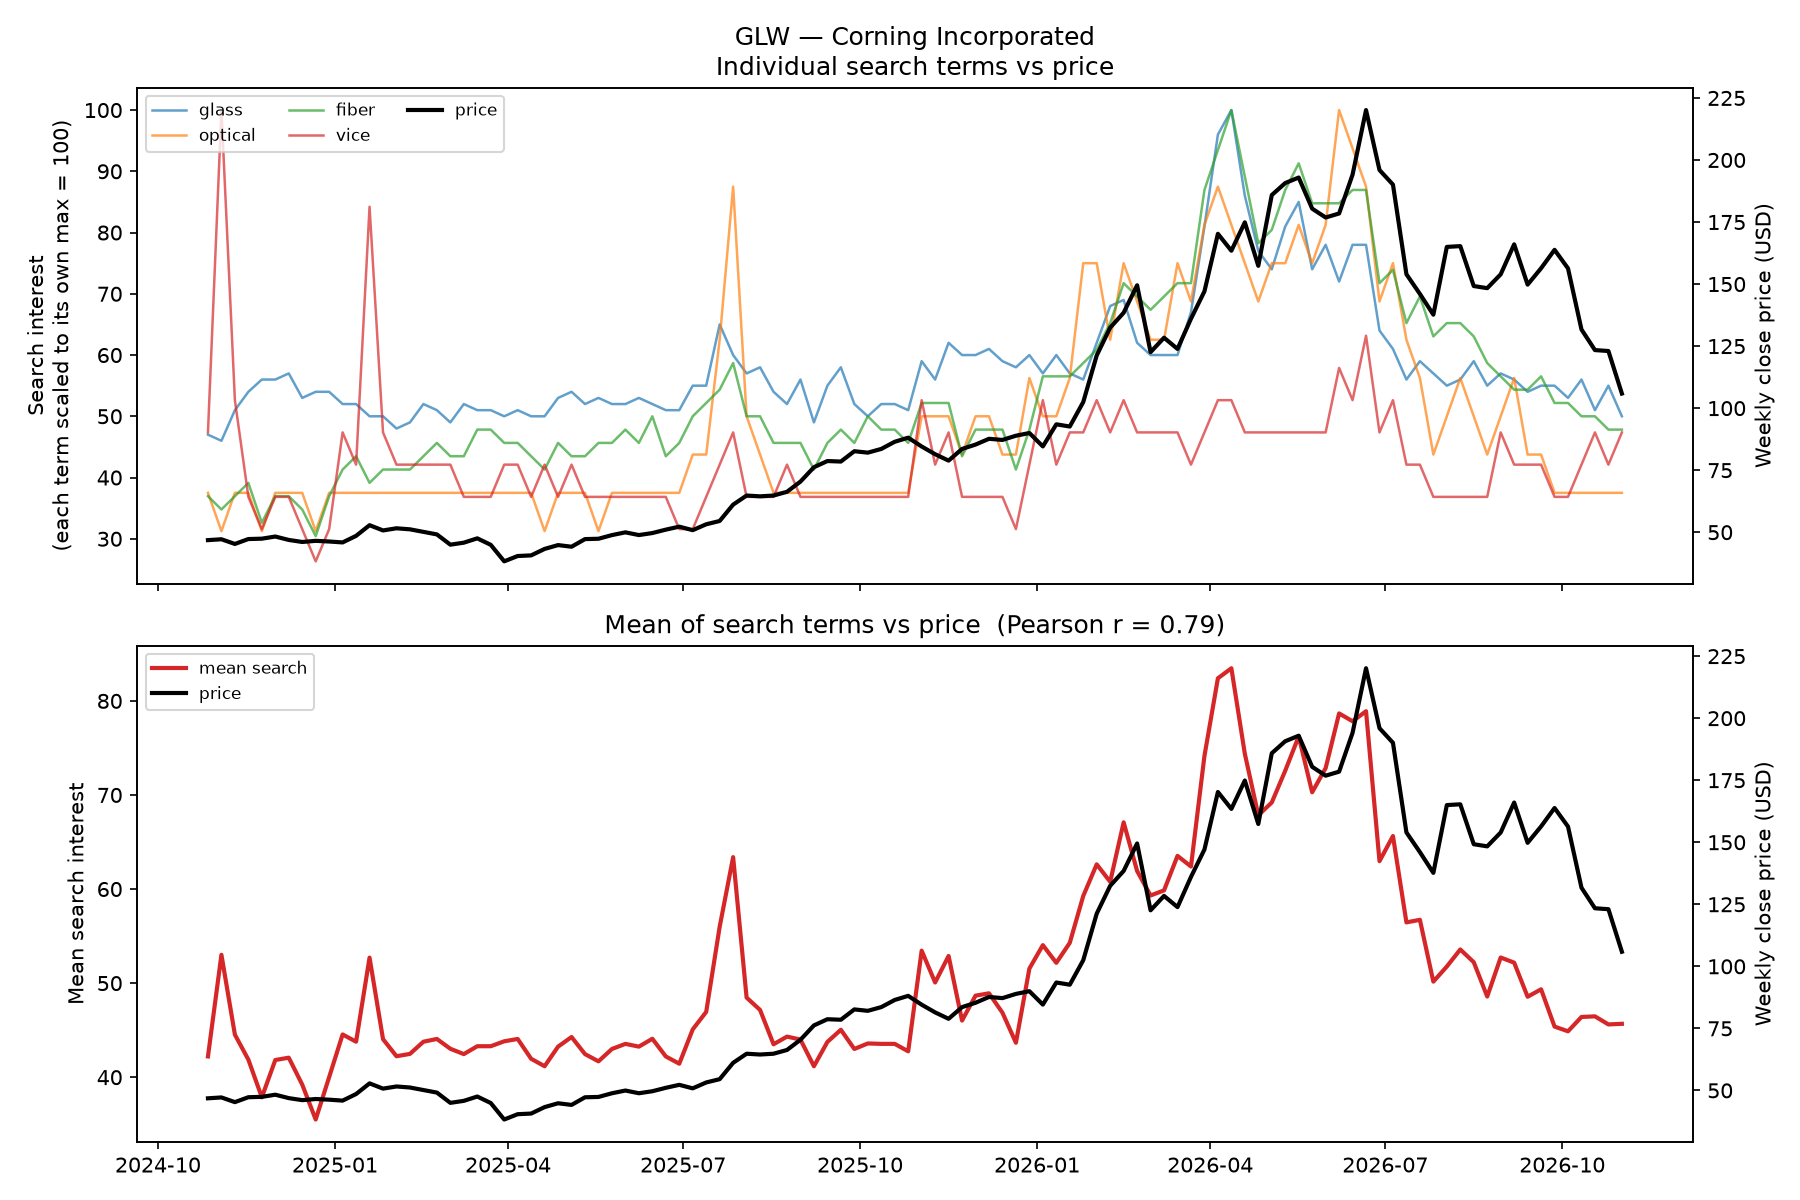 GLW — Corning Incorporated
Individual search terms vs price
glass
optical
fiber
vice
price
Search interest
(each term scaled to its own max = 100)
100
90
80
70
60
50
40
30
225
200
175
150
125
100
75
50
Weekly close price (USD)
Mean of search terms vs price (Pearson r = 0.79)
mean search
price
Mean search interest
80
70
60
50
40
225
200
175
150
125
100
75
50
Weekly close price (USD)
2024-10
2025-01
2025-04
2025-07
2025-10
2026-01
2026-04
2026-07
2026-10